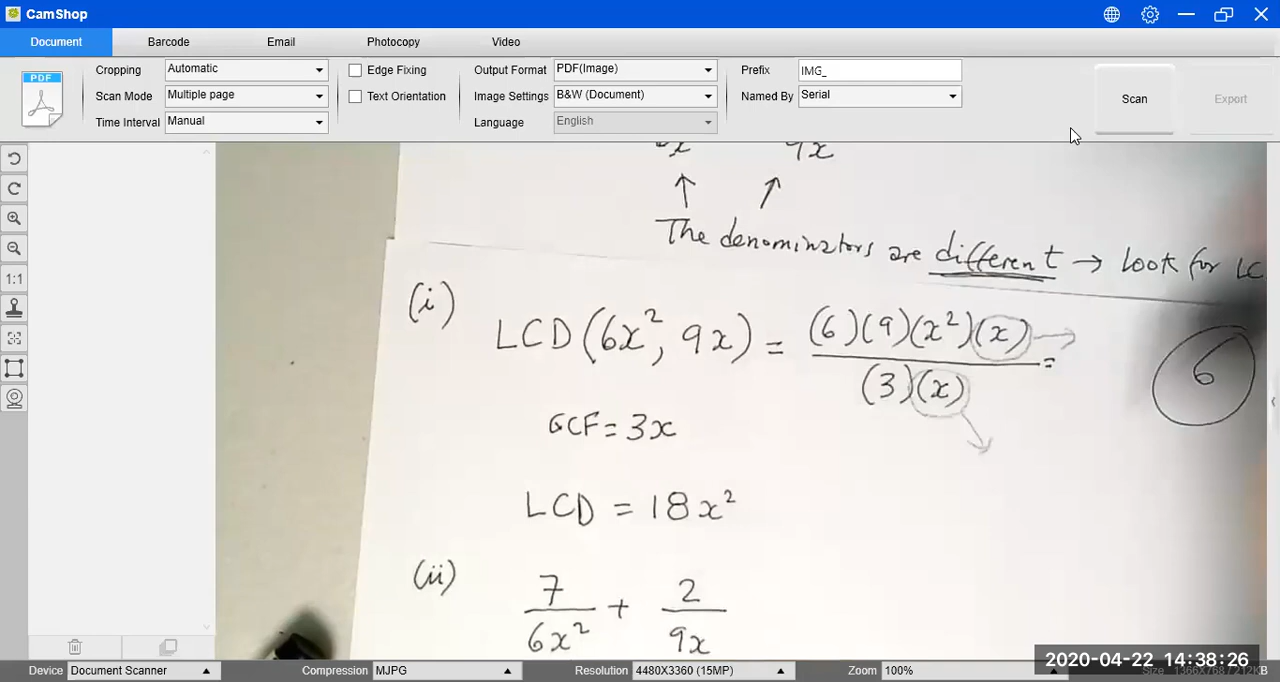 CamShop
Document Barcode Email Photocopy Video
PDF
Cropping Automatic Edge Fixing Output Format PDF(Image) Prefix IMG_
Scan Mode Multiple page Text Orientation Image Settings B&W (Document) Named By Serial Scan Export
Time Interval Manual Language English
9x
The denominators are different → look for LC
1:1
(i) LCD(6x², 9x) = (6)(9)(x²)(x) =
(3)(x)
6
GCF = 3x
LCD = 18x²
(ii) 7 + 2
6x² 9x
2020-04-22 14:38:26
Device Document Scanner Compression MJPG Resolution 4480X3360 (15MP) Zoom 100%